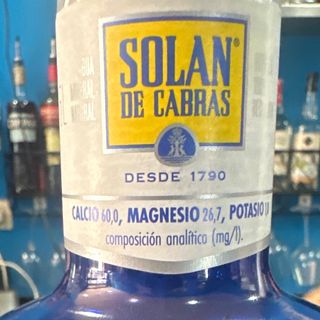 SOLAN®
DE CABRAS
DESDE 1790
CALCIO 60,0, MAGNESIO 26,7, POTASIO
composición analítica (mg/l).